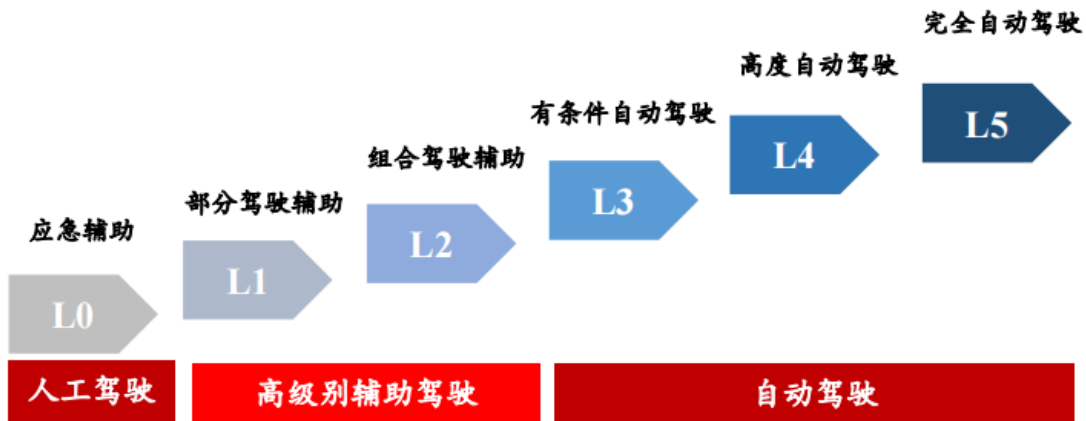 完全自动驾驶
L5
高度自动驾驶
L4
有条件自动驾驶
L3
组合驾驶辅助
L2
部分驾驶辅助
L1
应急辅助
L0
人工驾驶
高级别辅助驾驶
自动驾驶